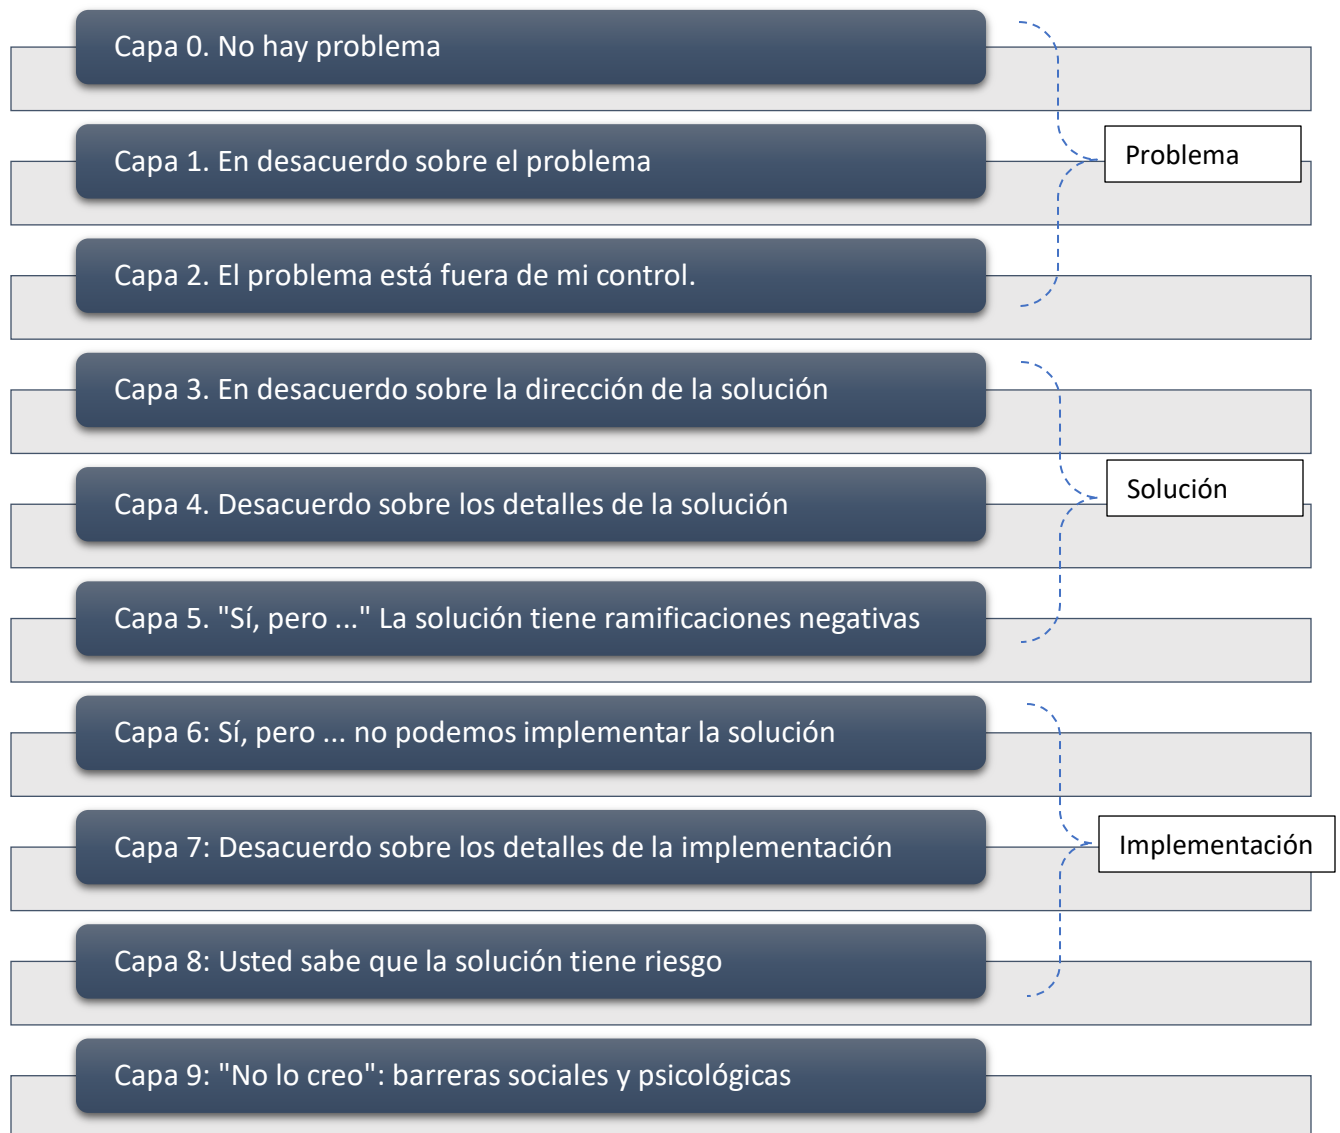 Capa 0. No hay problema
Capa 1. En desacuerdo sobre el problema
Problema
Capa 2. El problema está fuera de mi control.
Capa 3. En desacuerdo sobre la dirección de la solución
Capa 4. Desacuerdo sobre los detalles de la solución
Solución
Capa 5. "Sí, pero ..." La solución tiene ramificaciones negativas
Capa 6: Sí, pero ... no podemos implementar la solución
Capa 7: Desacuerdo sobre los detalles de la implementación
Implementación
Capa 8: Usted sabe que la solución tiene riesgo
Capa 9: "No lo creo": barreras sociales y psicológicas